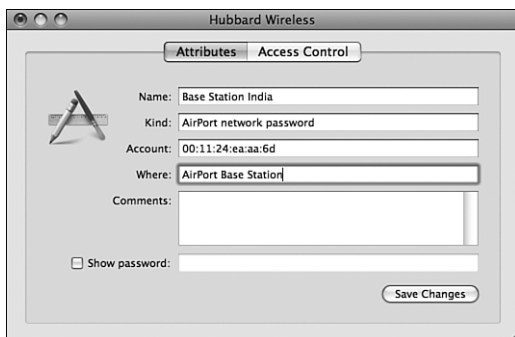 Hubbard Wireless
Attributes Access Control
Name: Base Station India
Kind: AirPort network password
Account: 00:11:24:ea:aa:6d
Where: AirPort Base Station
Comments:
Show password:
Save Changes